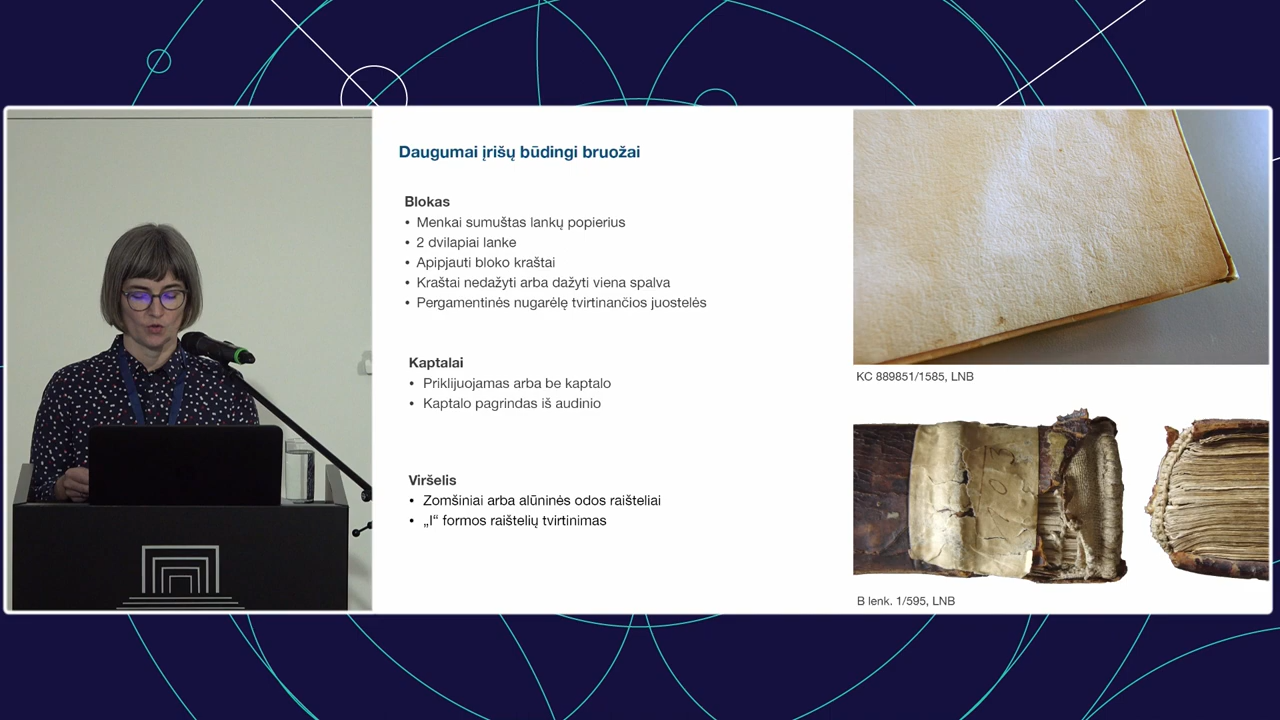 Daugumai įrišų būdingi bruožai
Blokas
• Menkai sumuštas lankų popierius
• 2 dvilapiai lanke
• Apipjauti bloko kraštai
• Kraštai nedažyti arba dažyti viena spalva
• Pergamentinės nugarėlę tvirtinančios juostelės
Kaptalai
• Priklijuojamas arba be kaptalo
• Kaptalo pagrindas iš audinio
Viršelis
• Zomšiniai arba alūninės odos raišteliai
• „I“ formos raištelių tvirtinimas
KC 889851/1585, LNB
B lenk. 1/595, LNB